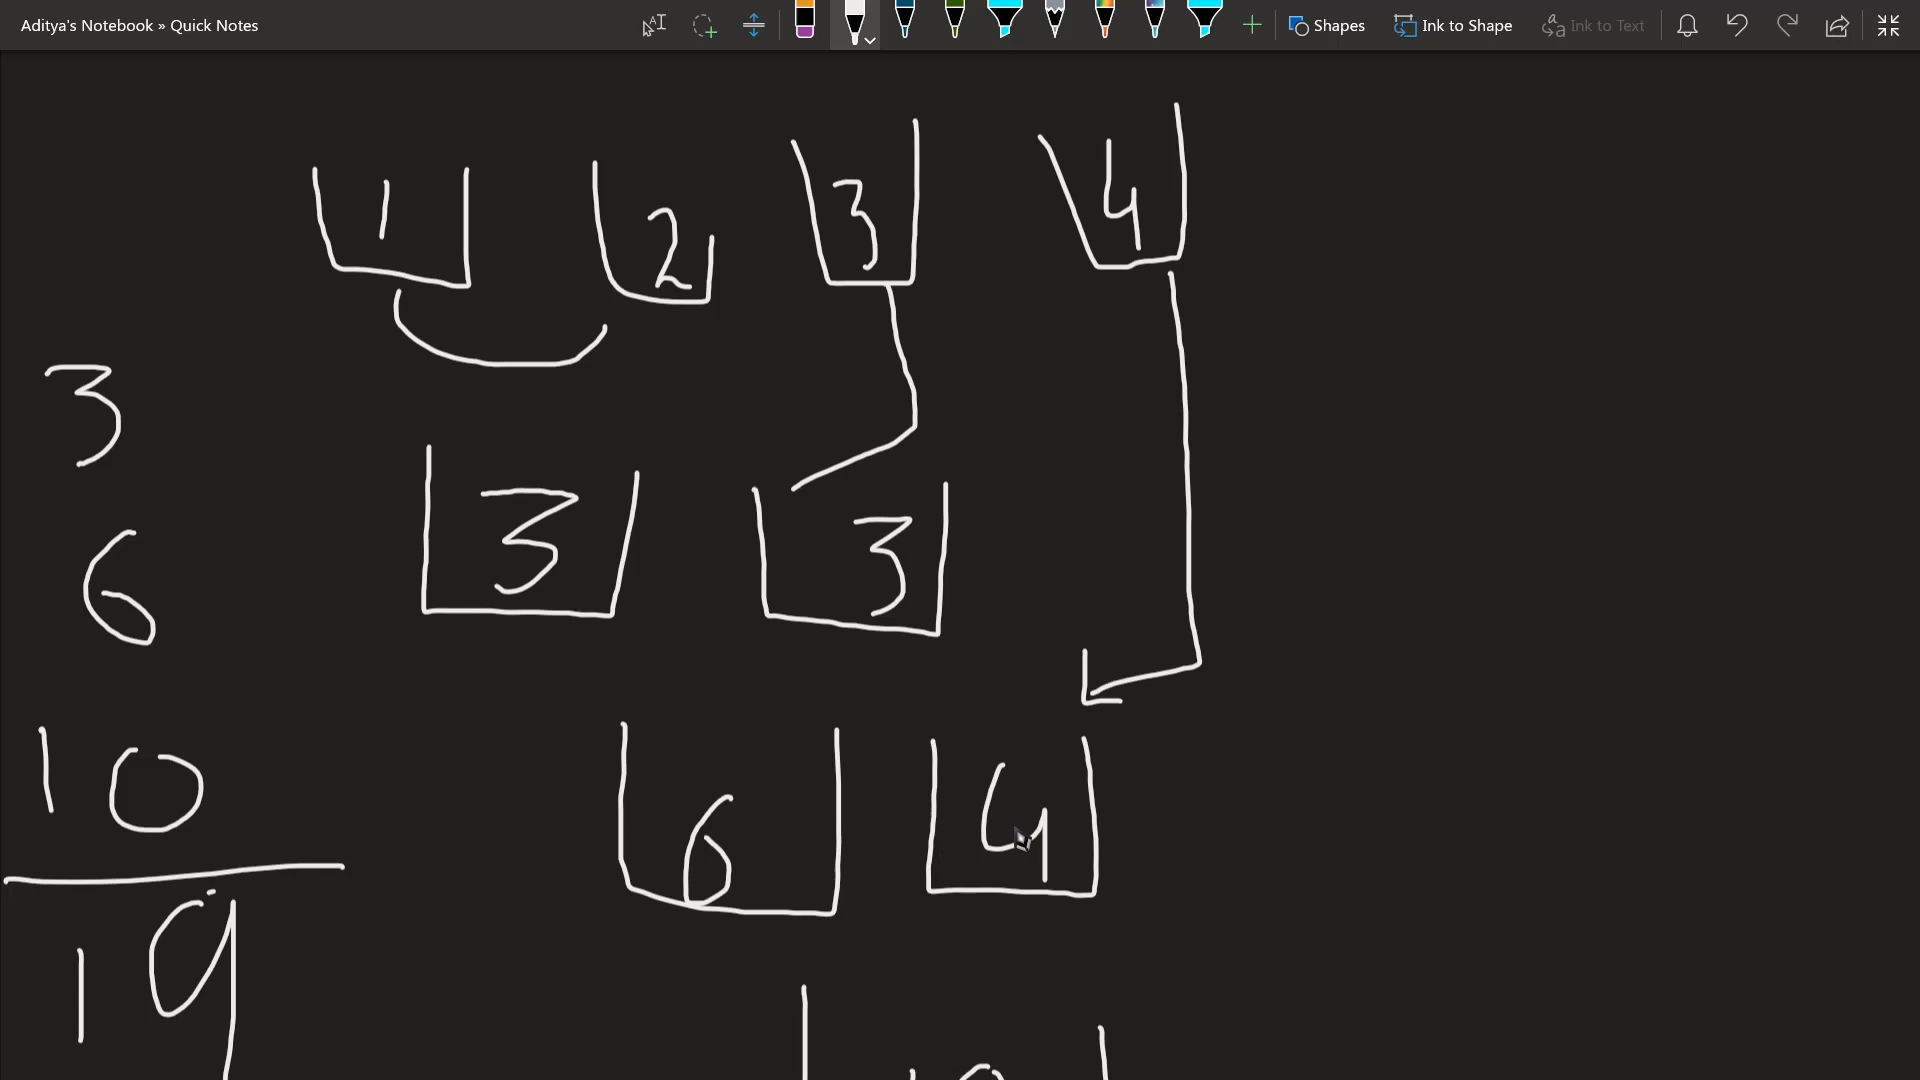 Aditya's Notebook » Quick Notes
Shapes
Ink to Shape
Ink to Text
1 2 3 4
3
3 3
6
10
6 4
19